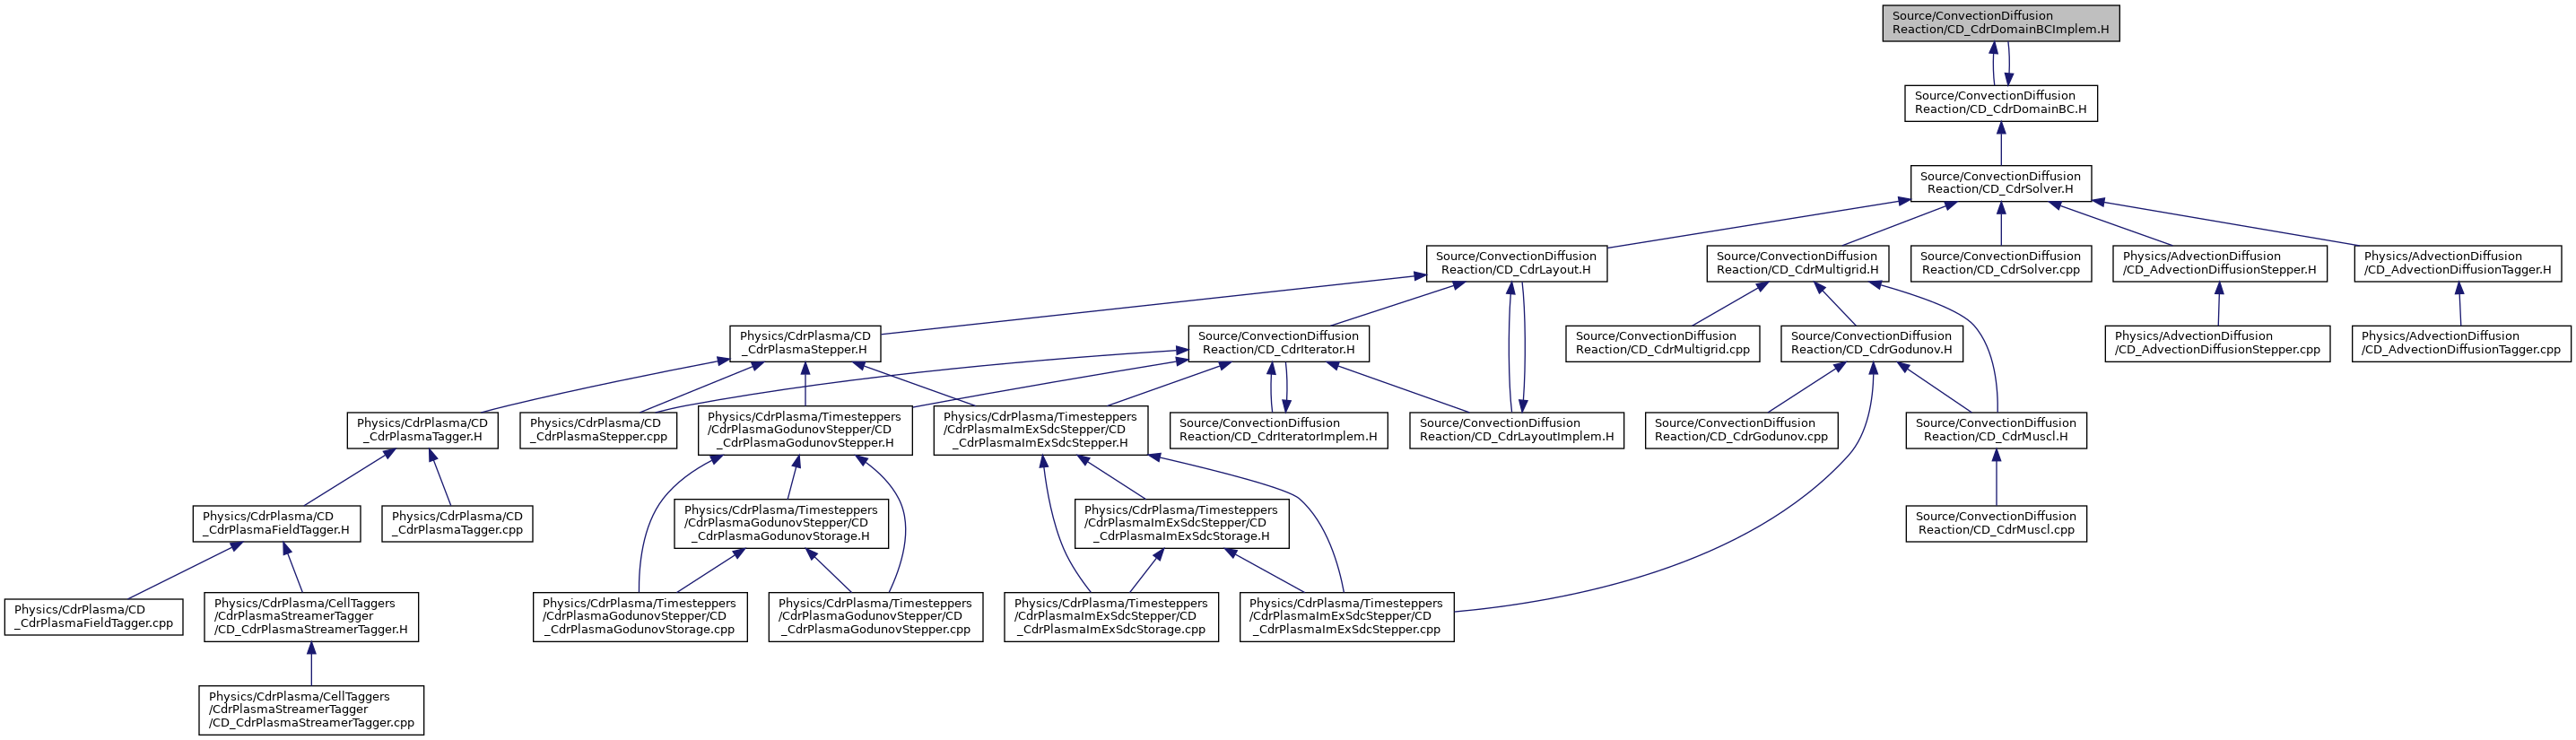 Source/ConvectionDiffusion
Reaction/CD_CdrDomainBCImplem.H
Source/ConvectionDiffusion
Reaction/CD_CdrDomainBC.H
Source/ConvectionDiffusion
Reaction/CD_CdrSolver.H
Source/ConvectionDiffusion
Reaction/CD_CdrLayout.H
Source/ConvectionDiffusion
Reaction/CD_CdrMultigrid.H
Source/ConvectionDiffusion
Reaction/CD_CdrSolver.cpp
Physics/AdvectionDiffusion
/CD_AdvectionDiffusionStepper.H
Physics/AdvectionDiffusion
/CD_AdvectionDiffusionTagger.H
Physics/CdrPlasma/CD
_CdrPlasmaStepper.H
Source/ConvectionDiffusion
Reaction/CD_CdrIterator.H
Source/ConvectionDiffusion
Reaction/CD_CdrMultigrid.cpp
Source/ConvectionDiffusion
Reaction/CD_CdrGodunov.H
Physics/AdvectionDiffusion
/CD_AdvectionDiffusionStepper.cpp
Physics/AdvectionDiffusion
/CD_AdvectionDiffusionTagger.cpp
Physics/CdrPlasma/CD
_CdrPlasmaTagger.H
Physics/CdrPlasma/CD
_CdrPlasmaStepper.cpp
Physics/CdrPlasma/Timesteppers
/CdrPlasmaGodunovStepper/CD
_CdrPlasmaGodunovStepper.H
Physics/CdrPlasma/Timesteppers
/CdrPlasmaImExSdcStepper/CD
_CdrPlasmaImExSdcStepper.H
Source/ConvectionDiffusion
Reaction/CD_CdrIteratorImplem.H
Source/ConvectionDiffusion
Reaction/CD_CdrLayoutImplem.H
Source/ConvectionDiffusion
Reaction/CD_CdrGodunov.cpp
Source/ConvectionDiffusion
Reaction/CD_CdrMuscl.H
Physics/CdrPlasma/CD
_CdrPlasmaFieldTagger.H
Physics/CdrPlasma/CD
_CdrPlasmaTagger.cpp
Physics/CdrPlasma/Timesteppers
/CdrPlasmaGodunovStepper/CD
_CdrPlasmaGodunovStorage.H
Physics/CdrPlasma/Timesteppers
/CdrPlasmaImExSdcStepper/CD
_CdrPlasmaImExSdcStorage.H
Source/ConvectionDiffusion
Reaction/CD_CdrMuscl.cpp
Physics/CdrPlasma/CD
_CdrPlasmaFieldTagger.cpp
Physics/CdrPlasma/CellTaggers
/CdrPlasmaStreamerTagger
/CD_CdrPlasmaStreamerTagger.H
Physics/CdrPlasma/Timesteppers
/CdrPlasmaGodunovStepper/CD
_CdrPlasmaGodunovStorage.cpp
Physics/CdrPlasma/Timesteppers
/CdrPlasmaGodunovStepper/CD
_CdrPlasmaGodunovStepper.cpp
Physics/CdrPlasma/Timesteppers
/CdrPlasmaImExSdcStepper/CD
_CdrPlasmaImExSdcStorage.cpp
Physics/CdrPlasma/Timesteppers
/CdrPlasmaImExSdcStepper/CD
_CdrPlasmaImExSdcStepper.cpp
Physics/CdrPlasma/CellTaggers
/CdrPlasmaStreamerTagger
/CD_CdrPlasmaStreamerTagger.cpp